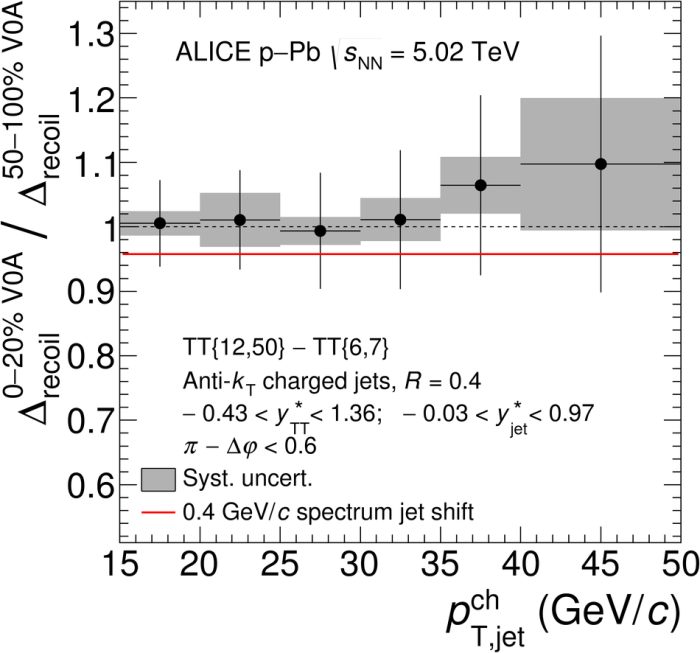 Δrecoil 0–20% V0A / Δrecoil 50–100% V0A
1.3
1.2
1.1
1
0.9
0.8
0.7
0.6
ALICE p–Pb √sNN = 5.02 TeV
TT{12,50} – TT{6,7}
Anti-kT charged jets, R = 0.4
– 0.43 < y*TT < 1.36; – 0.03 < y*jet < 0.97
π – Δφ < 0.6
Syst. uncert.
0.4 GeV/c spectrum jet shift
15 20 25 30 35 40 45 50
pchT,jet (GeV/c)